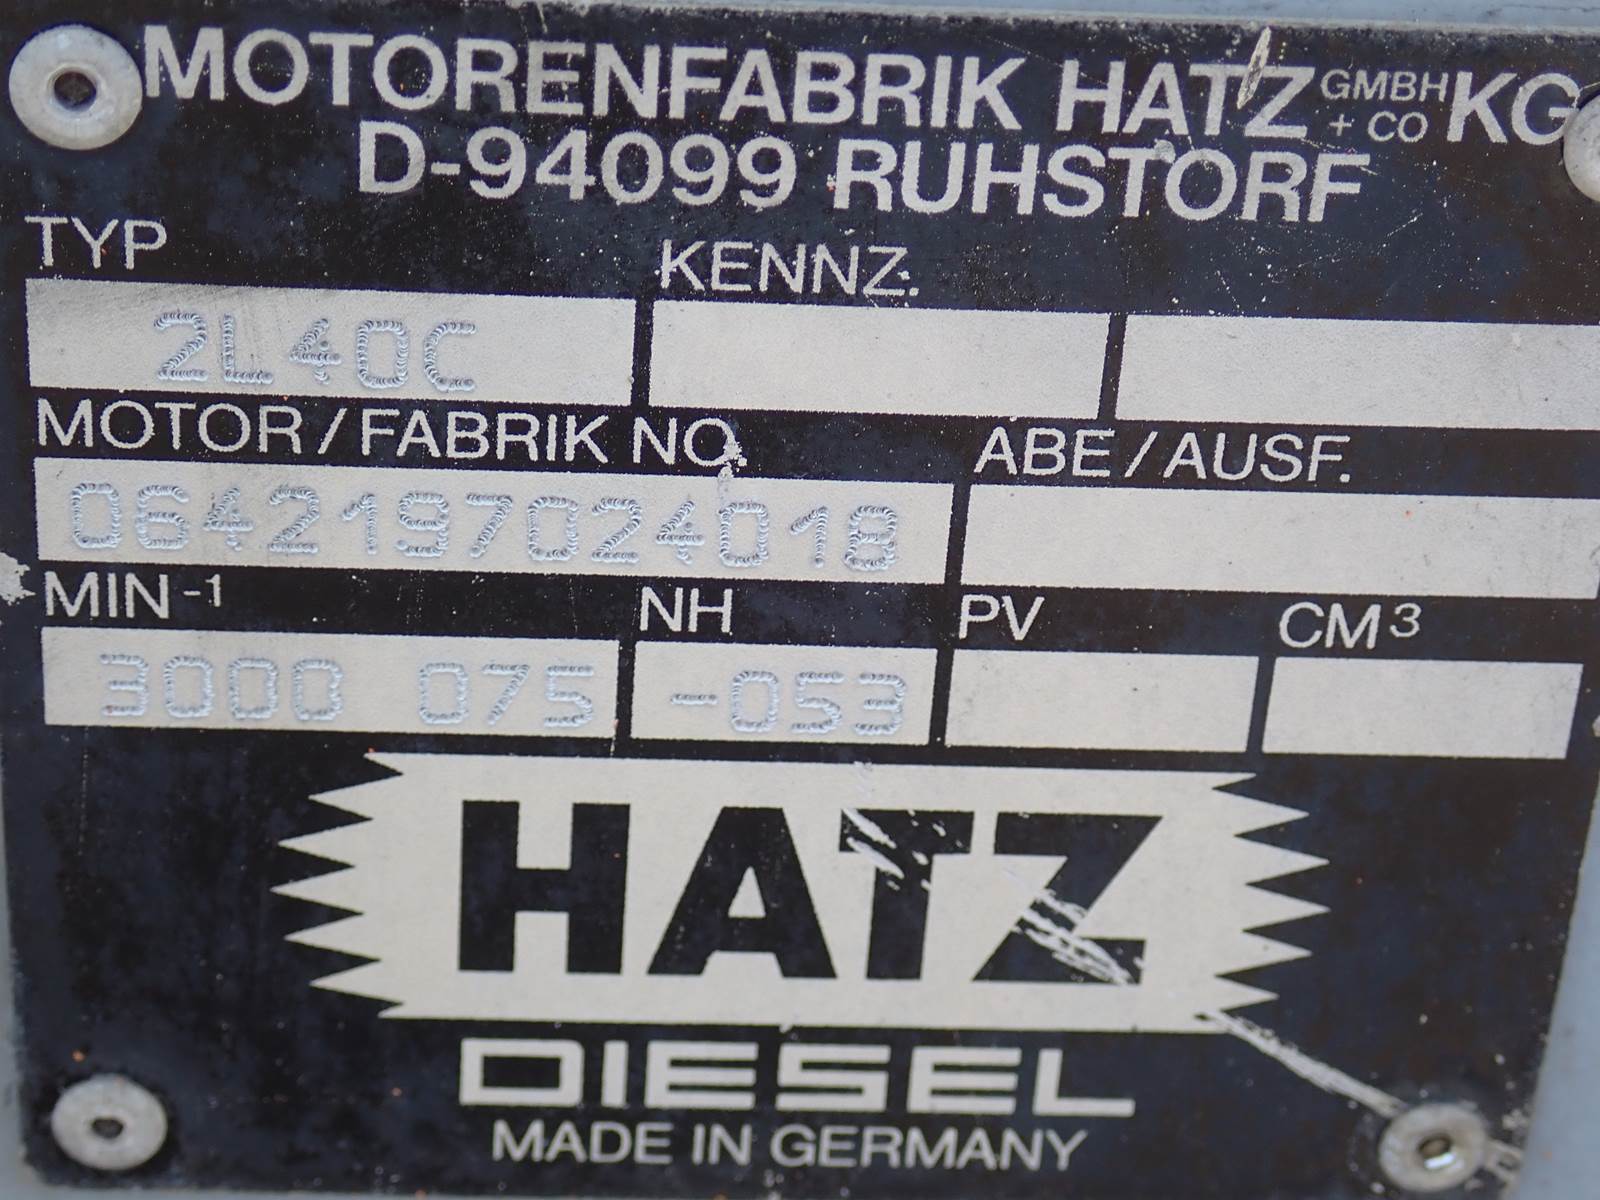 MOTORENFABRIK HATZ GMBH + CO KG
D-94099 RUHSTORF
TYP KENNZ.
2L40C
MOTOR/FABRIK NO. ABE/AUSF.
0642197024018
MIN-1 NH PV CM3
3000 075 -053
HATZ
DIESEL
MADE IN GERMANY